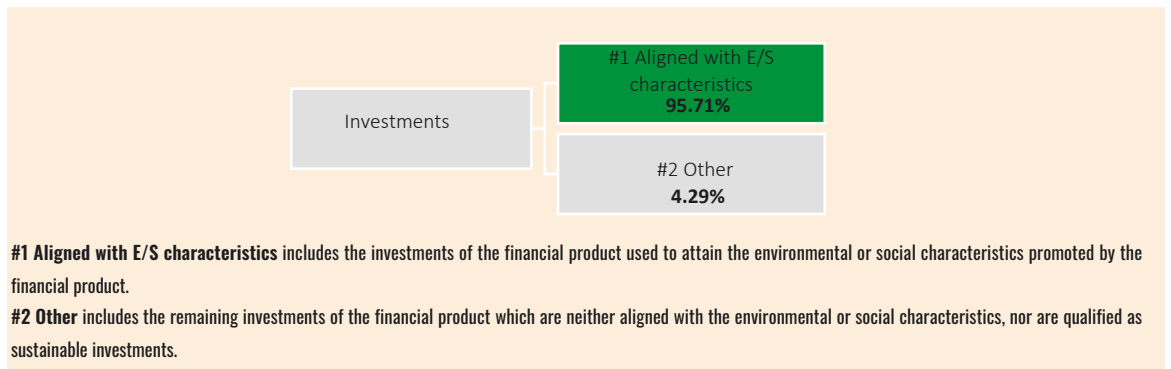 #1 Aligned with E/S
characteristics
95.71%
Investments
#2 Other
4.29%
#1 Aligned with E/S characteristics includes the investments of the financial product used to attain the environmental or social characteristics promoted by the
financial product.
#2 Other includes the remaining investments of the financial product which are neither aligned with the environmental or social characteristics, nor are qualified as
sustainable investments.